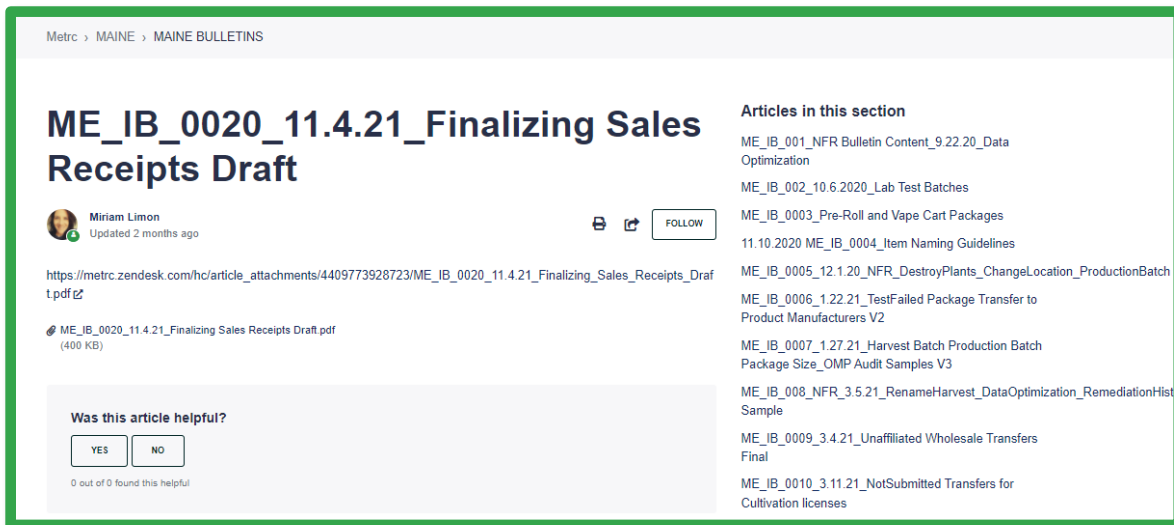 Metrc › MAINE › MAINE BULLETINS
ME_IB_0020_11.4.21_Finalizing Sales
Receipts Draft
Miriam Limon
Updated 2 months ago
FOLLOW
https://metrc.zendesk.com/hc/article_attachments/4409773928723/ME_IB_0020_11.4.21_Finalizing_Sales_Receipts_Draf
t.pdf
ME_IB_0020_11.4.21_Finalizing Sales Receipts Draft.pdf
(400 KB)
Was this article helpful?
YES
NO
0 out of 0 found this helpful
Articles in this section
ME_IB_001_NFR Bulletin Content_9.22.20_Data
Optimization
ME_IB_002_10.6.2020_Lab Test Batches
ME_IB_0003_Pre-Roll and Vape Cart Packages
11.10.2020 ME_IB_0004_Item Naming Guidelines
ME_IB_0005_12.1.20_NFR_DestroyPlants_ChangeLocation_ProductionBatch
ME_IB_0006_1.22.21_TestFailed Package Transfer to
Product Manufacturers V2
ME_IB_0007_1.27.21_Harvest Batch Production Batch
Package Size_OMP Audit Samples V3
ME_IB_008_NFR_3.5.21_RenameHarvest_DataOptimization_RemediationHist
Sample
ME_IB_0009_3.4.21_Unaffiliated Wholesale Transfers
Final
ME_IB_0010_3.11.21_NotSubmitted Transfers for
Cultivation licenses